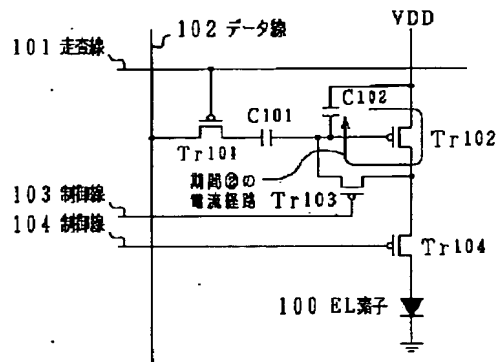 VDD
101 走査線
102 データ線
C101
C102
Tr101
Tr102
期間②の
電流経路
Tr103
103 制御線
104 制御線
Tr104
100 EL素子